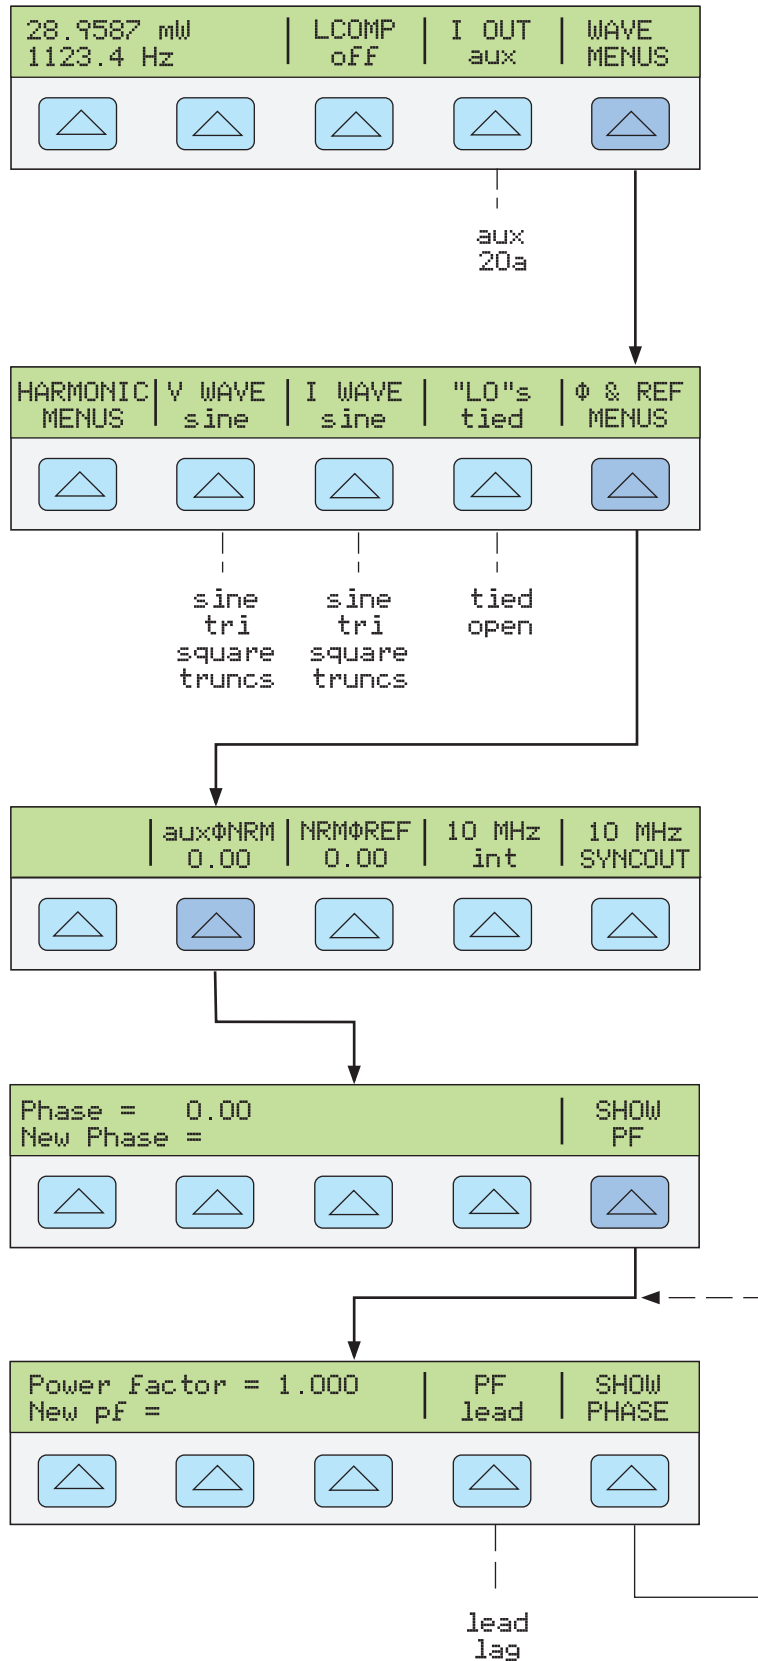 28.9587 mW
1123.4 Hz
LCOMP
off
I OUT
aux
WAVE
MENUS
aux
20a
HARMONIC
MENUS
V WAVE
sine
I WAVE
sine
"LO"s
tied
Φ & REF
MENUS
sine
tri
square
truncs
sine
tri
square
truncs
tied
open
auxΦNRM
0.00
NRMΦREF
0.00
10 MHz
int
10 MHz
SYNCOUT
Phase = 0.00
New Phase =
SHOW
PF
Power factor = 1.000
New pf =
PF
lead
SHOW
PHASE
lead
lag